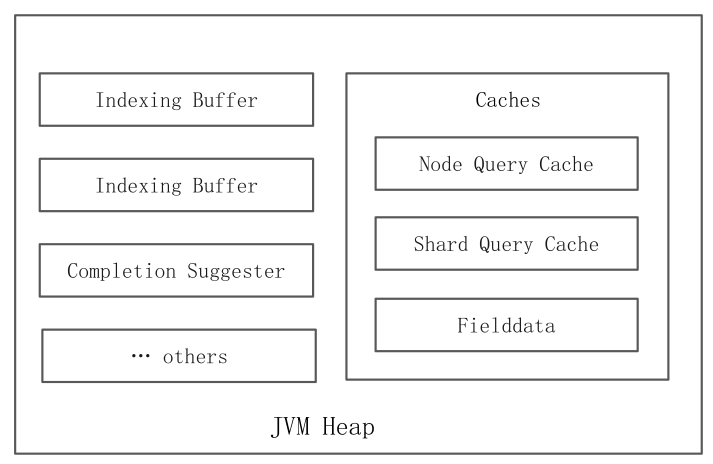 Indexing Buffer
Indexing Buffer
Completion Suggester
… others
Caches
Node Query Cache
Shard Query Cache
Fielddata
JVM Heap